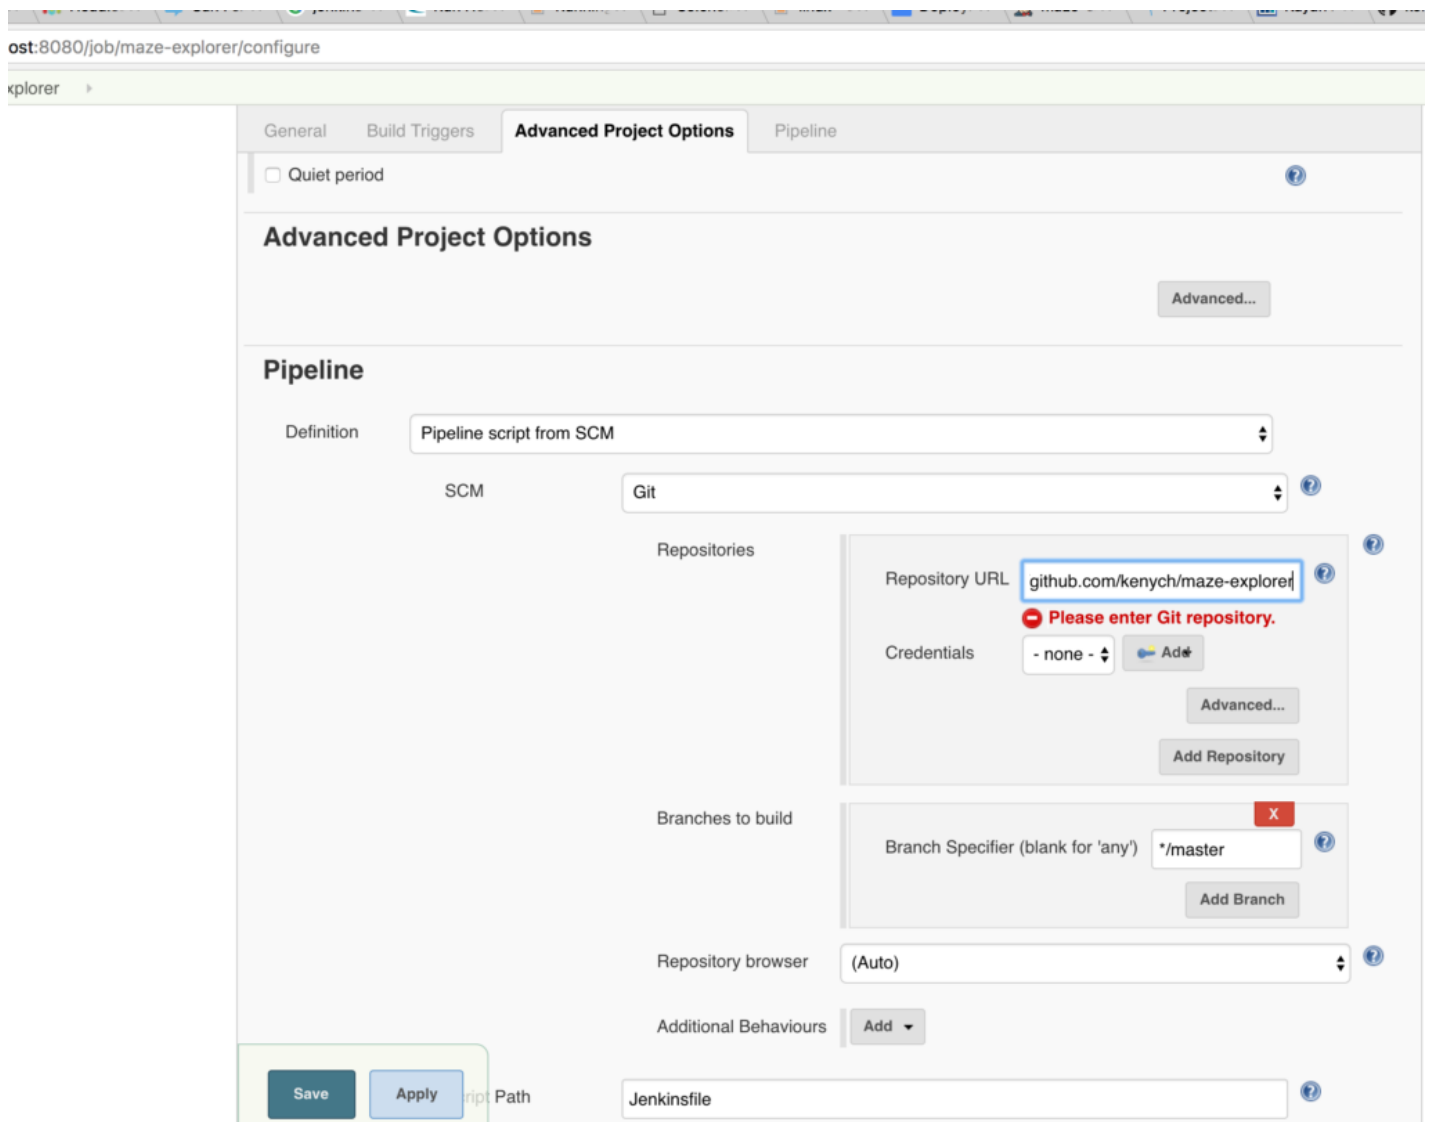 ost:8080/job/maze-explorer/configure
xplorer
General Build Triggers Advanced Project Options Pipeline
Quiet period
Advanced Project Options
Advanced...
Pipeline
Definition Pipeline script from SCM
SCM Git
Repositories
Repository URL github.com/kenych/maze-explorer
Please enter Git repository.
Credentials - none - Add
Advanced...
Add Repository
Branches to build
X
Branch Specifier (blank for 'any') */master
Add Branch
Repository browser (Auto)
Additional Behaviours Add
Save Apply ript Path Jenkinsfile